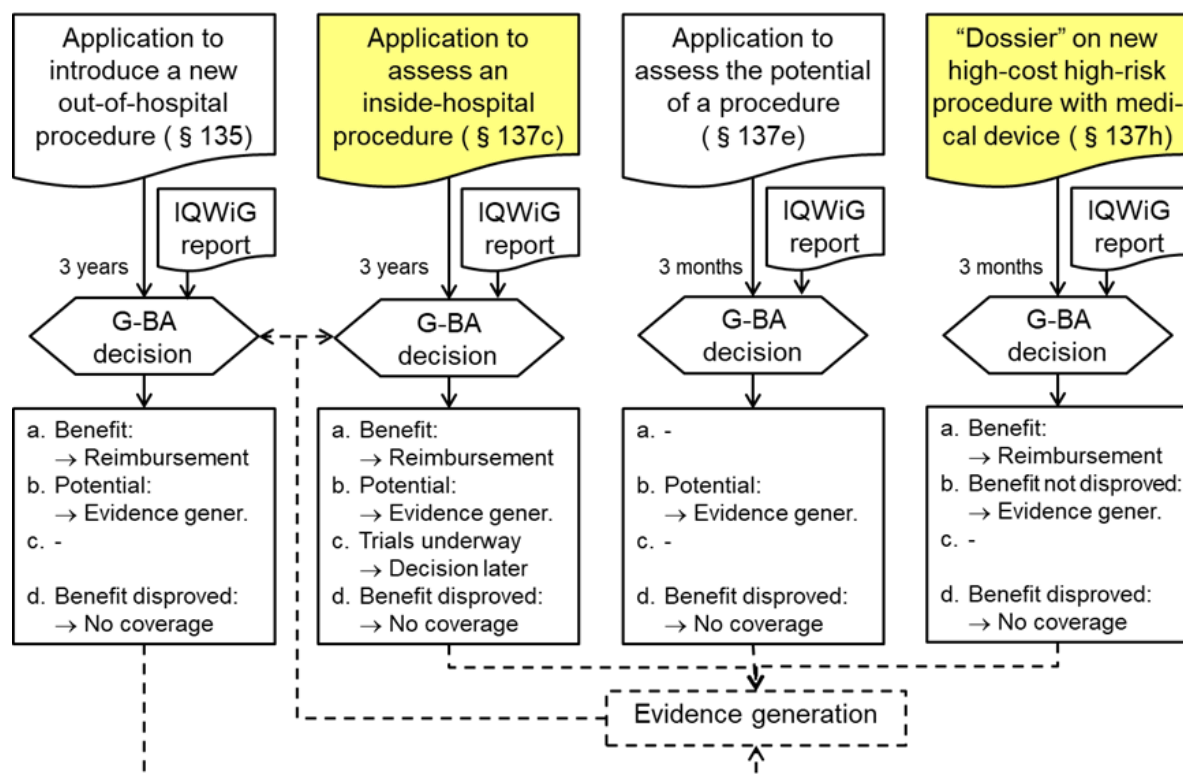 Application to
introduce a new
out-of-hospital
procedure ( § 135)
Application to
assess an
inside-hospital
procedure ( § 137c)
Application to
assess the potential
of a procedure
( § 137e)
“Dossier” on new
high-cost high-risk
procedure with medi-
cal device ( § 137h)
IQWiG
report
3 years
IQWiG
report
3 years
IQWiG
report
3 months
IQWiG
report
3 months
G-BA
decision
G-BA
decision
G-BA
decision
G-BA
decision
a. Benefit:
→ Reimbursement
b. Potential:
→ Evidence gener.
c. -
d. Benefit disproved:
→ No coverage
a. Benefit:
→ Reimbursement
b. Potential:
→ Evidence gener.
c. Trials underway
→ Decision later
d. Benefit disproved:
→ No coverage
a. -
b. Potential:
→ Evidence gener.
c. -
d. Benefit disproved:
→ No coverage
a. Benefit:
→ Reimbursement
b. Benefit not disproved:
→ Evidence gener.
c. -
d. Benefit disproved:
→ No coverage
Evidence generation